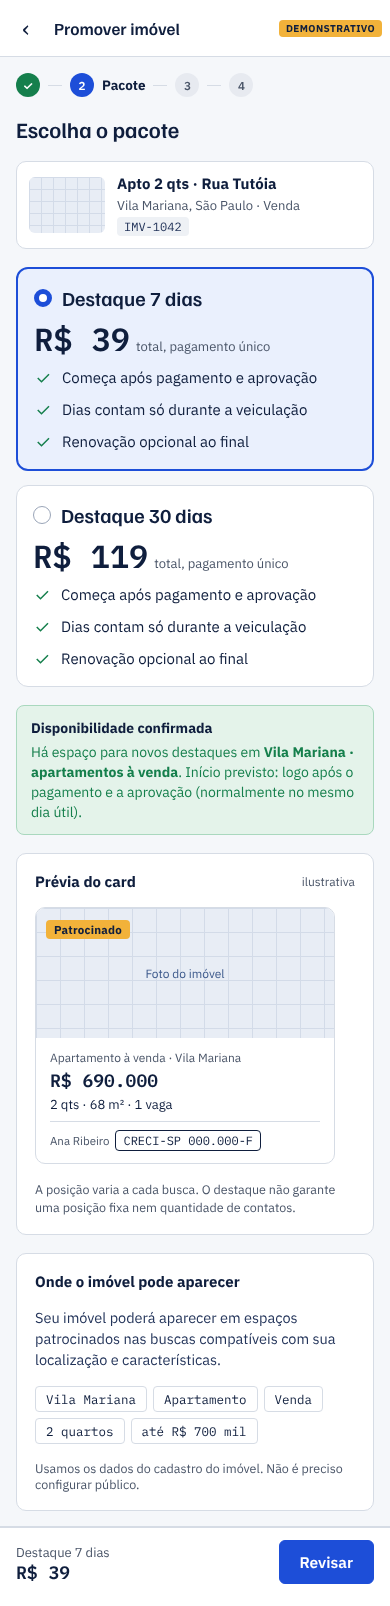 Promover imóvel
DEMONSTRATIVO
2 Pacote 3 4
Escolha o pacote
Apto 2 qts · Rua Tutóia
Vila Mariana, São Paulo · Venda
IMV-1042
Destaque 7 dias
R$ 39 total, pagamento único
Começa após pagamento e aprovação
Dias contam só durante a veiculação
Renovação opcional ao final
Destaque 30 dias
R$ 119 total, pagamento único
Começa após pagamento e aprovação
Dias contam só durante a veiculação
Renovação opcional ao final
Disponibilidade confirmada
Há espaço para novos destaques em Vila Mariana ·
apartamentos à venda. Início previsto: logo após o
pagamento e a aprovação (normalmente no mesmo
dia útil).
Prévia do card
ilustrativa
Patrocinado
Foto do imóvel
Apartamento à venda · Vila Mariana
R$ 690.000
2 qts · 68 m² · 1 vaga
Ana Ribeiro CRECI-SP 000.000-F
A posição varia a cada busca. O destaque não garante
uma posição fixa nem quantidade de contatos.
Onde o imóvel pode aparecer
Seu imóvel poderá aparecer em espaços
patrocinados nas buscas compatíveis com sua
localização e características.
Vila Mariana Apartamento Venda
2 quartos até R$ 700 mil
Usamos os dados do cadastro do imóvel. Não é preciso
configurar público.
Destaque 7 dias
R$ 39
Revisar